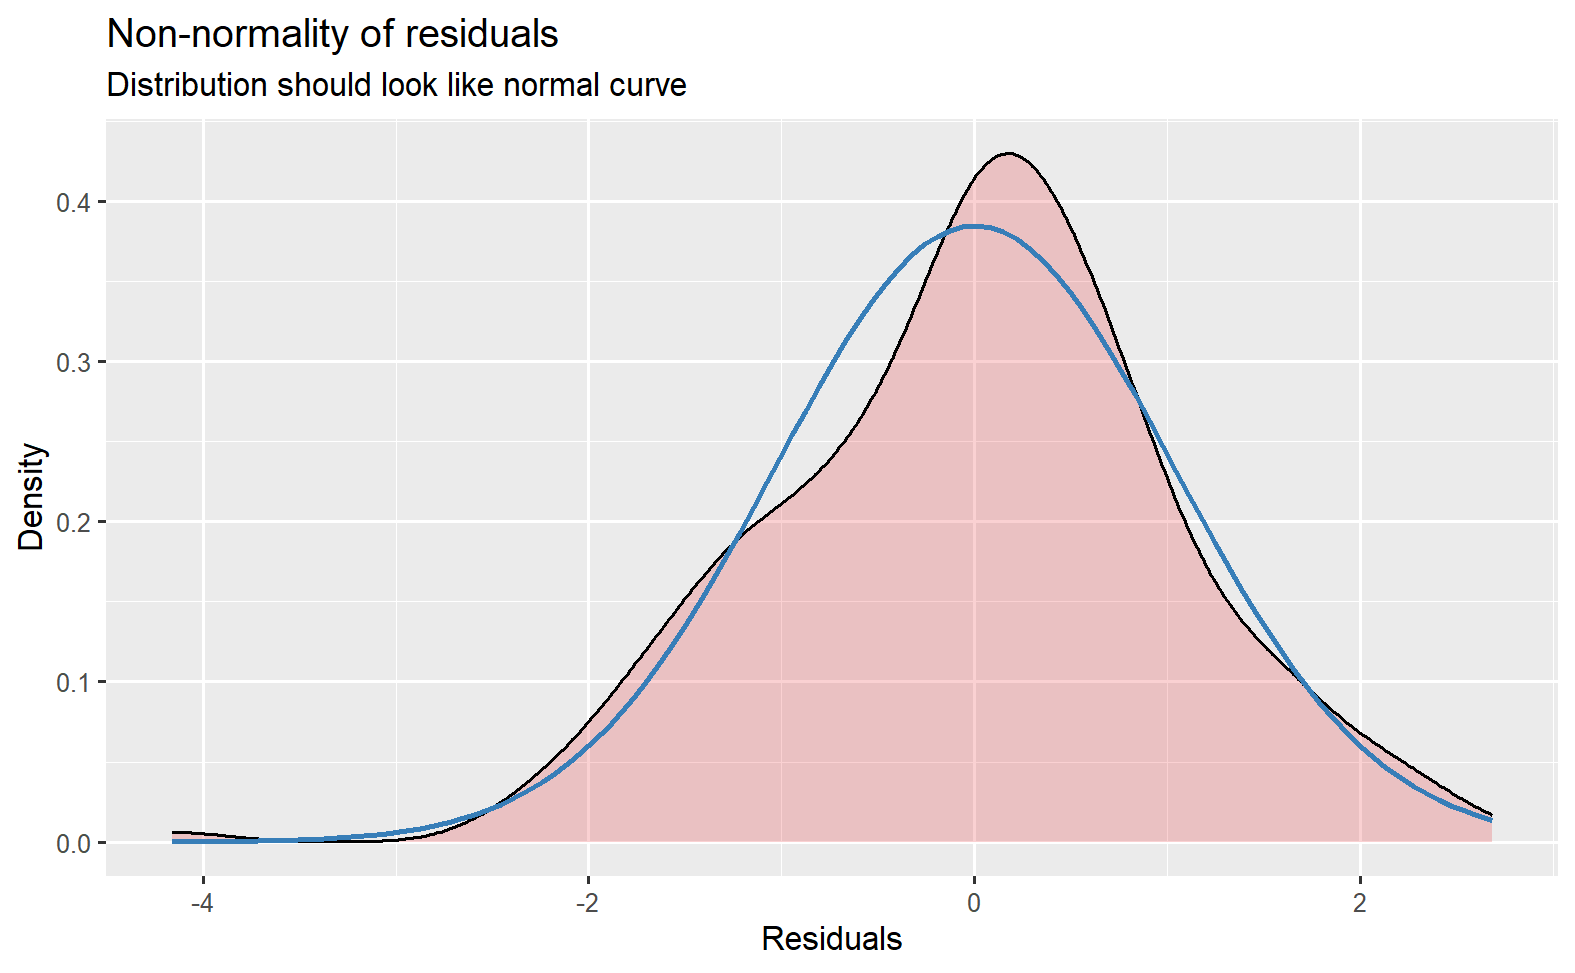 Non-normality of residuals
Distribution should look like normal curve
Density
0.4
0.3
0.2
0.1
0.0
-4
-2
0
2
Residuals